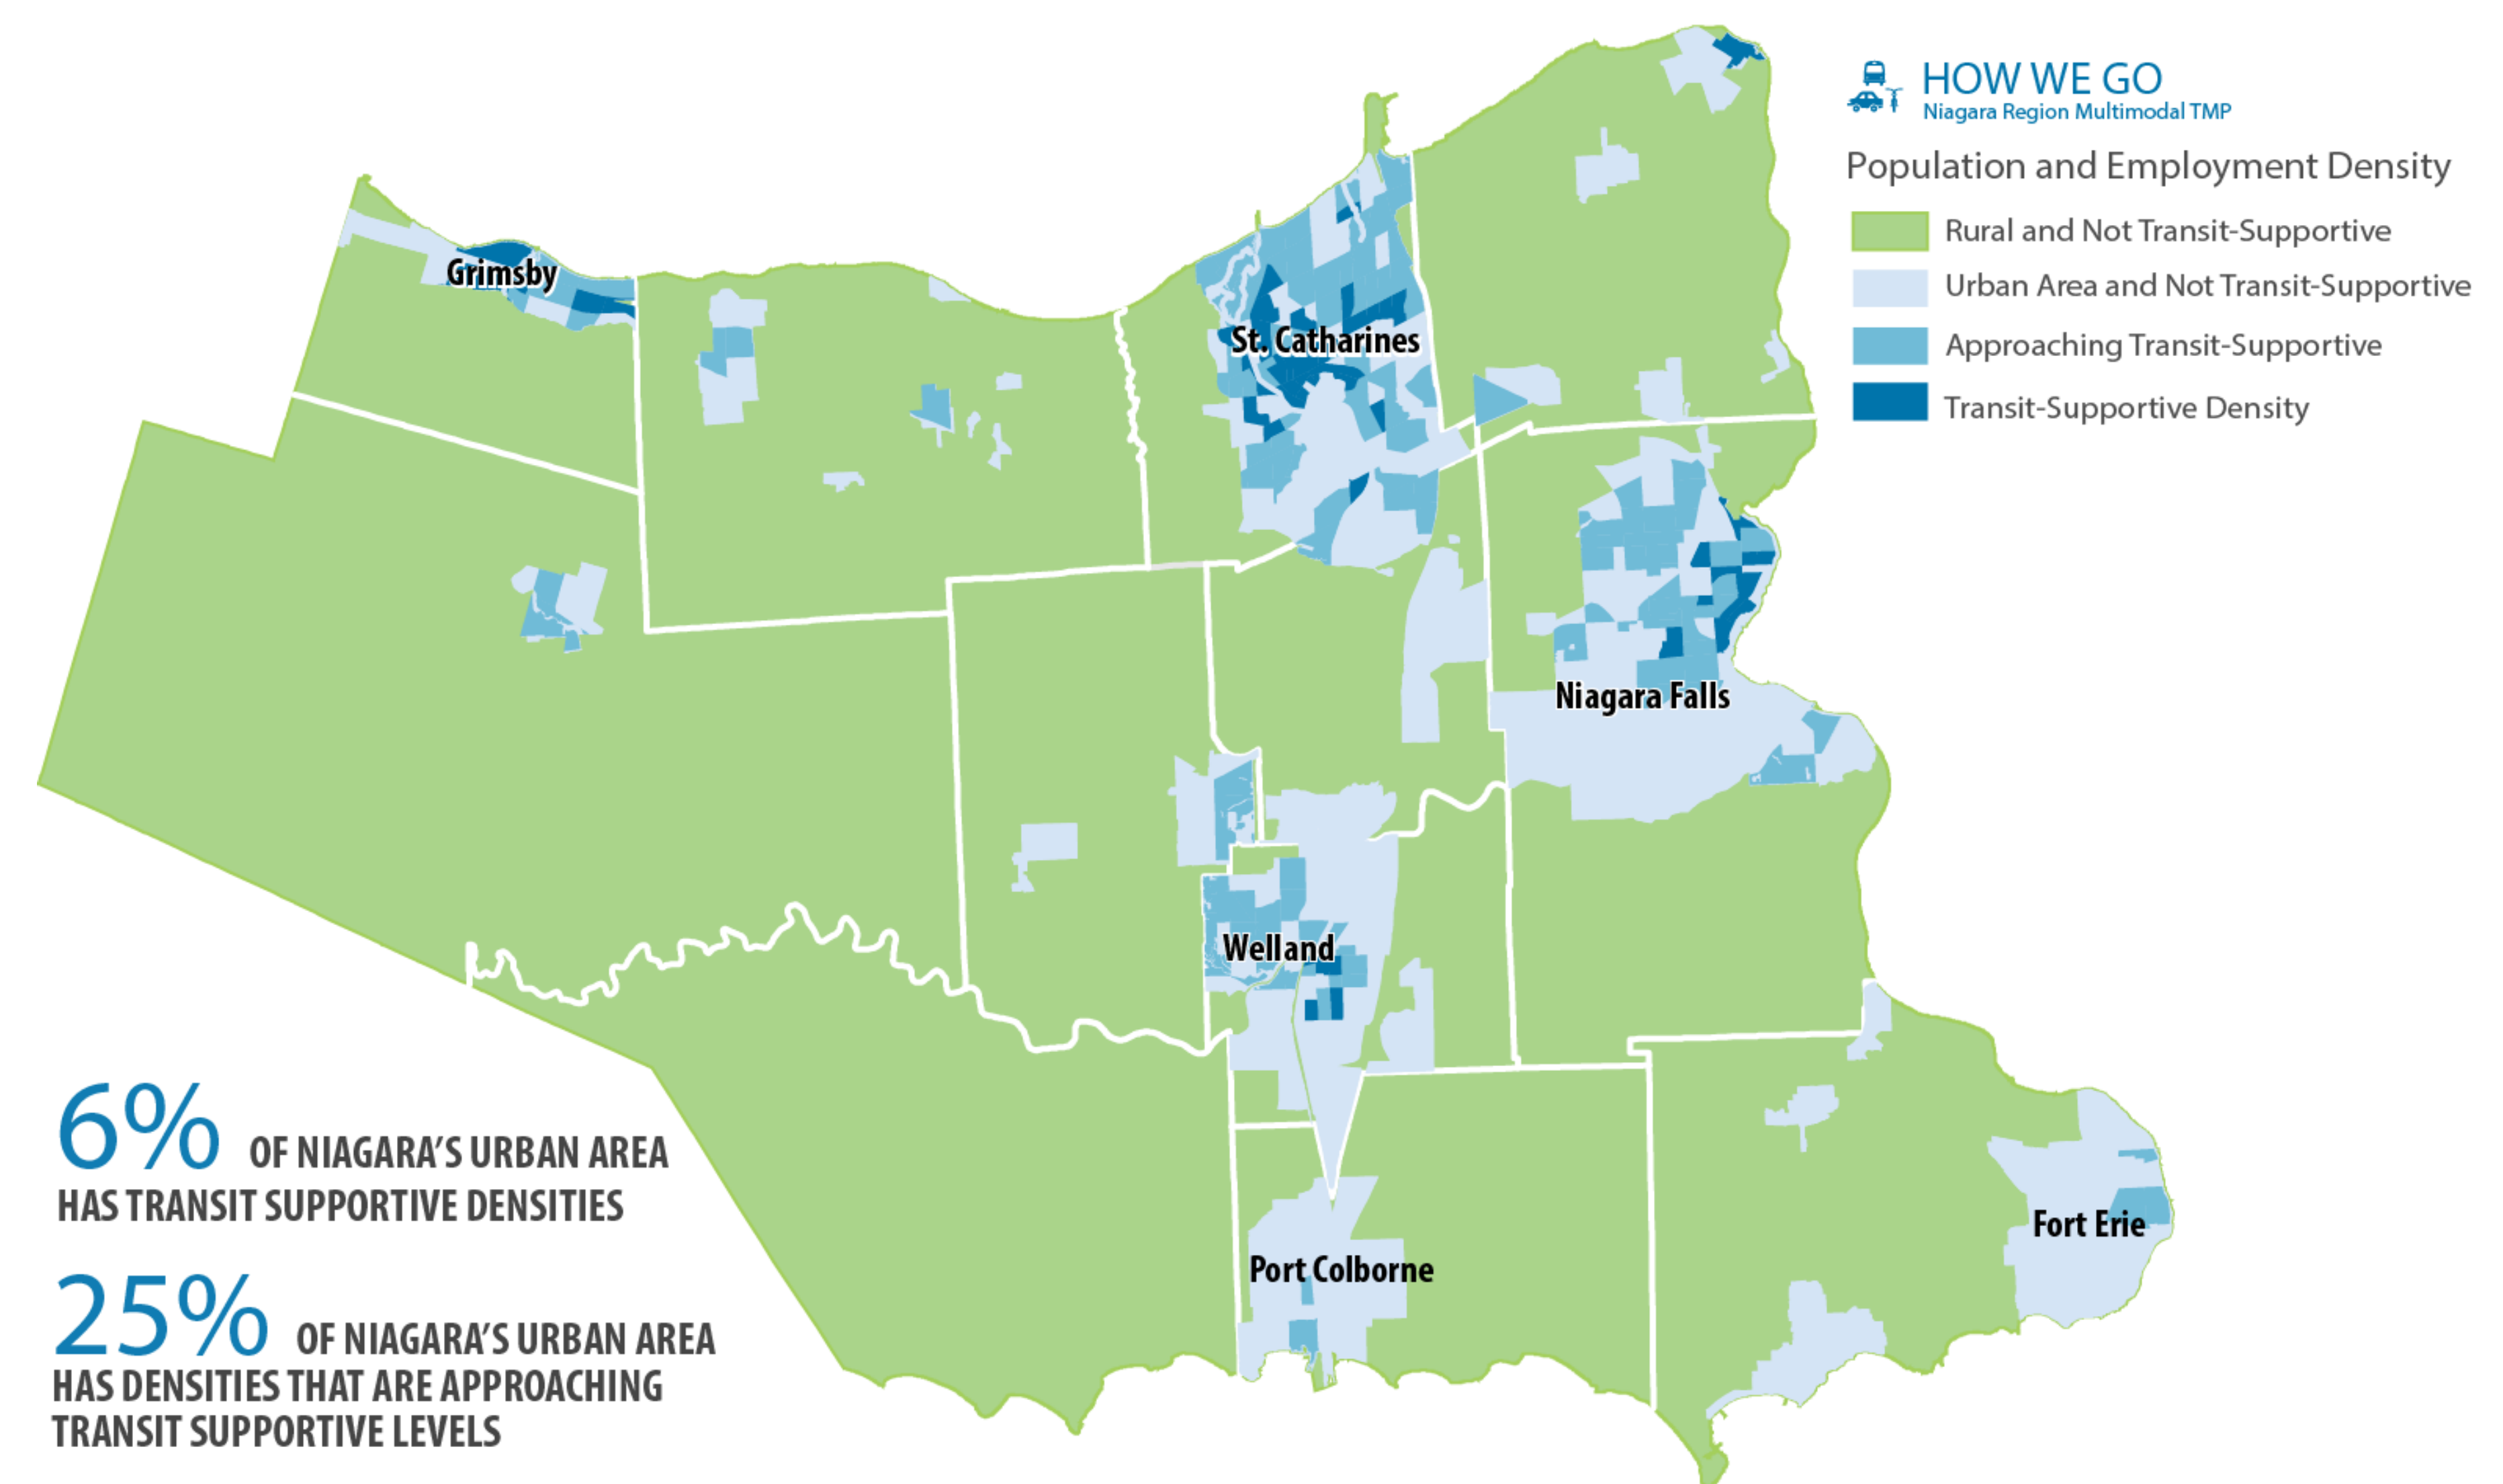 HOW WE GO
Niagara Region Multimodal TMP
Population and Employment Density
Rural and Not Transit-Supportive
Urban Area and Not Transit-Supportive
Approaching Transit-Supportive
Transit-Supportive Density
Grimsby
St. Catharines
Niagara Falls
Welland
Fort Erie
Port Colborne
6% OF NIAGARA'S URBAN AREA
HAS TRANSIT SUPPORTIVE DENSITIES
25% OF NIAGARA'S URBAN AREA
HAS DENSITIES THAT ARE APPROACHING
TRANSIT SUPPORTIVE LEVELS